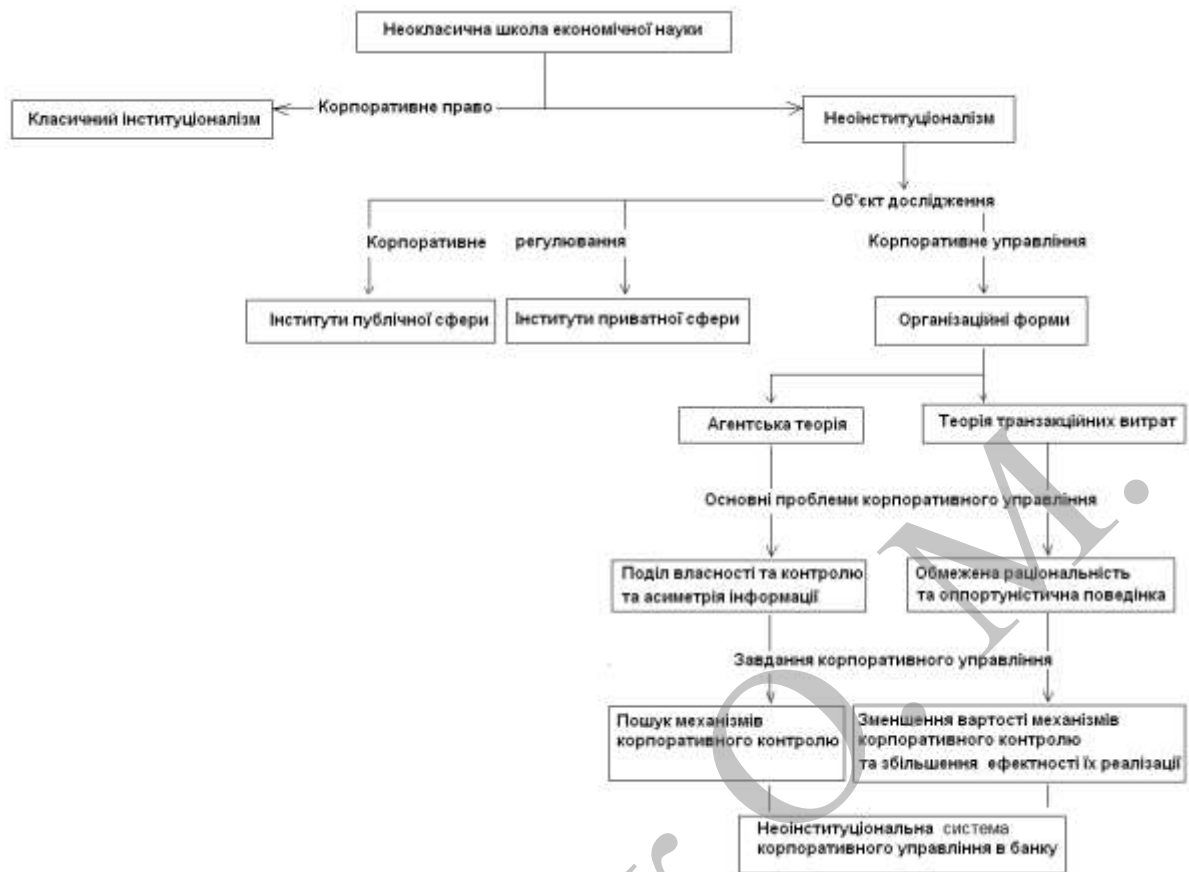 Неокласична школа економічної науки
Класичний інституціоналізм
Корпоративне право
Неоінституціоналізм
Об'єкт дослідження
Корпоративне регулювання
Корпоративне управління
Інститути публічної сфери
Інститути приватної сфери
Організаційні форми
Агентська теорія
Теорія транзакційних витрат
Основні проблеми корпоративного управління
Поділ власності та контролю
та асиметрія інформації
Обмежена раціональність
та оппортуністична поведінка
Завдання корпоративного управління
Пошук механізмів
корпоративного контролю
Зменшення вартості механізмів
корпоративного контролю
та збільшення ефектності їх реалізації
Неоінституціональна система
корпоративного управління в банку
О. М.